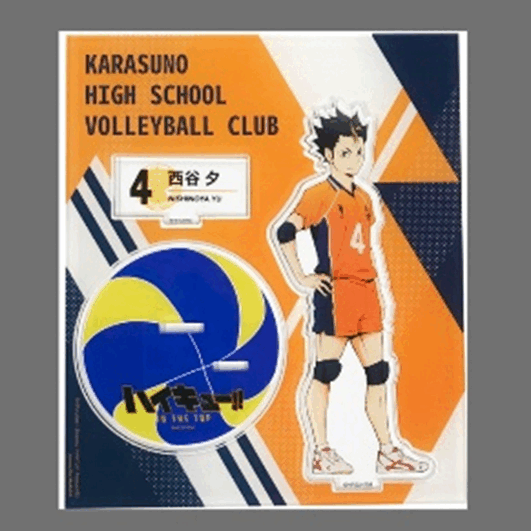 KARASUNO
HIGH SCHOOL
VOLLEYBALL CLUB
4
西谷 夕
NISHINOYA YU
4
ハイキュー!!
TO THE TOP